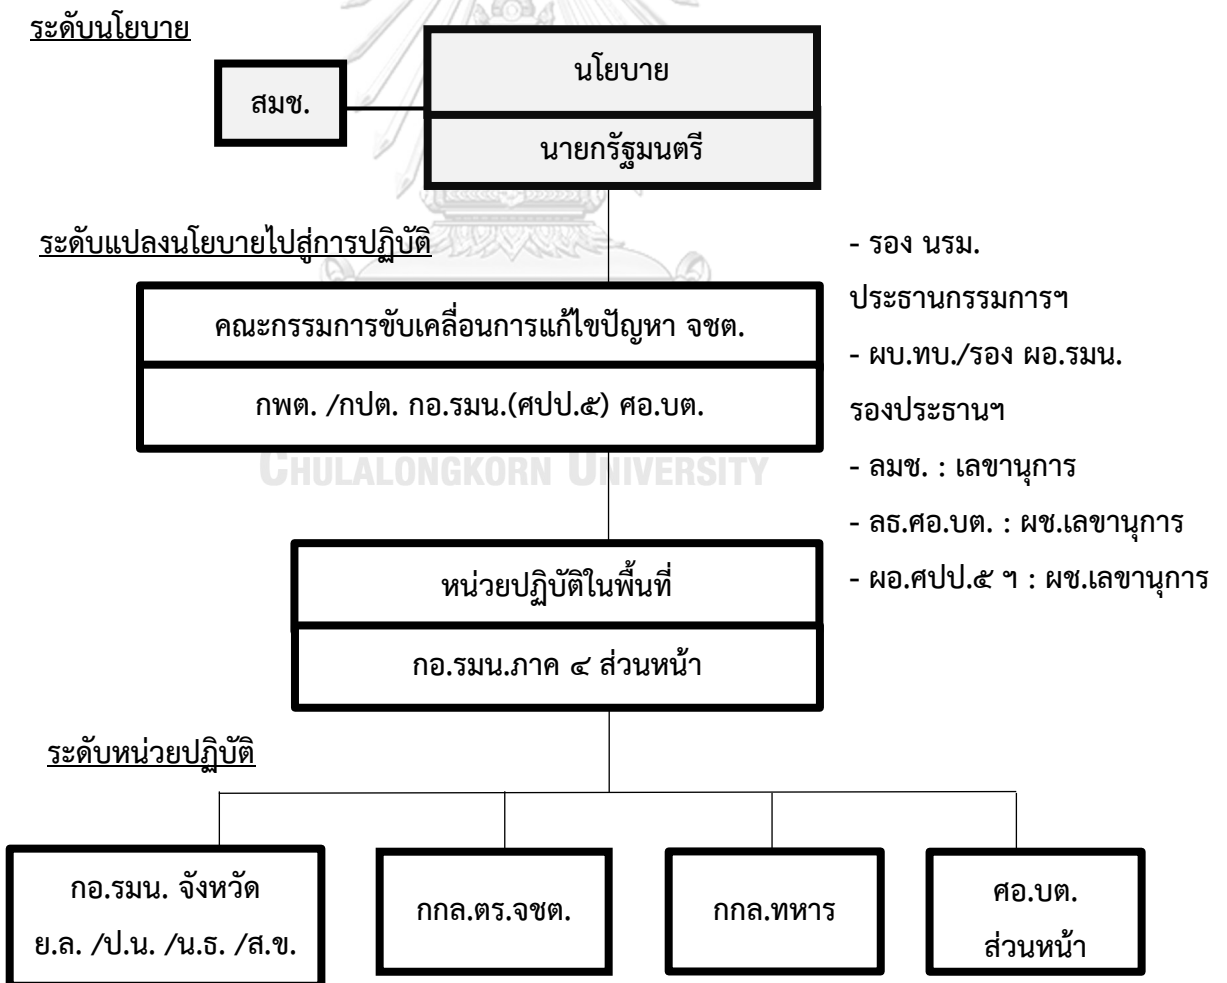 ระดับนโยบาย
นโยบาย
สมช.
นายกรัฐมนตรี
ระดับแปลงนโยบายไปสู่การปฏิบัติ
คณะกรรมการขับเคลื่อนการแก้ไขปัญหา จชต.
กพต. /กปต. กอ.รมน.(ศปป.๕) ศอ.บต.
- รอง นรม.
ประธานกรรมการฯ
- ผบ.ทบ./รอง ผอ.รมน.
รองประธานฯ
- ลมช. : เลขานุการ
- ลธ.ศอ.บต. : ผช.เลขานุการ
- ผอ.ศปป.๕ ฯ : ผช.เลขานุการ
CHULALONGKORN UNIVERSITY
หน่วยปฏิบัติในพื้นที่
กอ.รมน.ภาค ๔ ส่วนหน้า
ระดับหน่วยปฏิบัติ
กอ.รมน. จังหวัด
ย.ล. /ป.น. /น.ธ. /ส.ข.
กกล.ตร.จชต.
กกล.ทหาร
ศอ.บต.
ส่วนหน้า